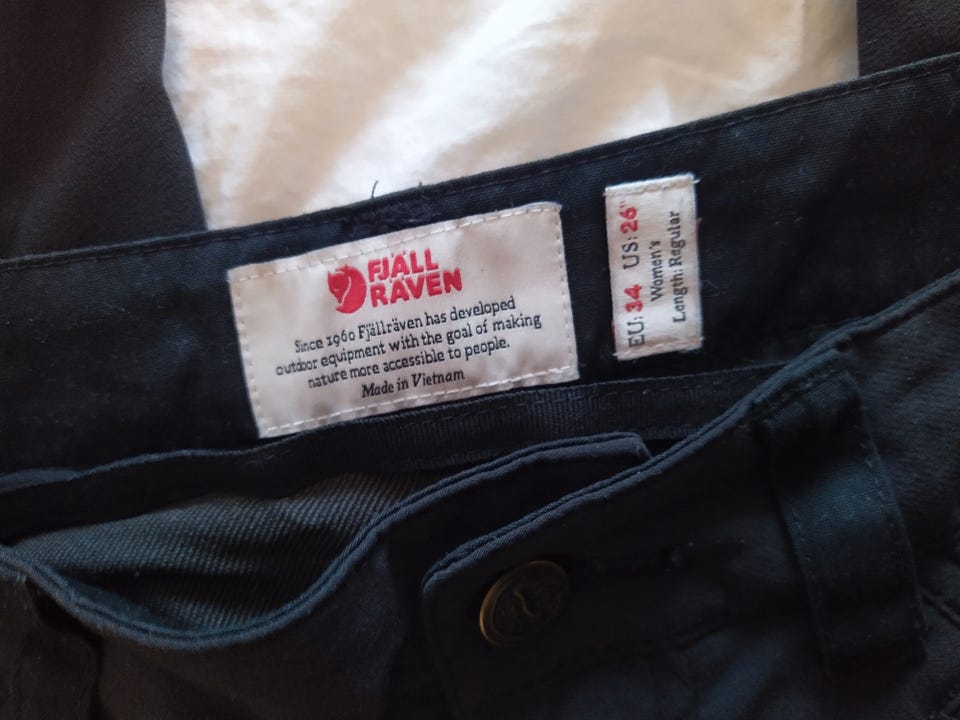 FJÄLL
RÄVEN
Since 1960 Fjällräven has developed
outdoor equipment with the goal of making
nature more accessible to people.
Made in Vietnam
EU: 34 US: 26"
Women's
Length: Regular